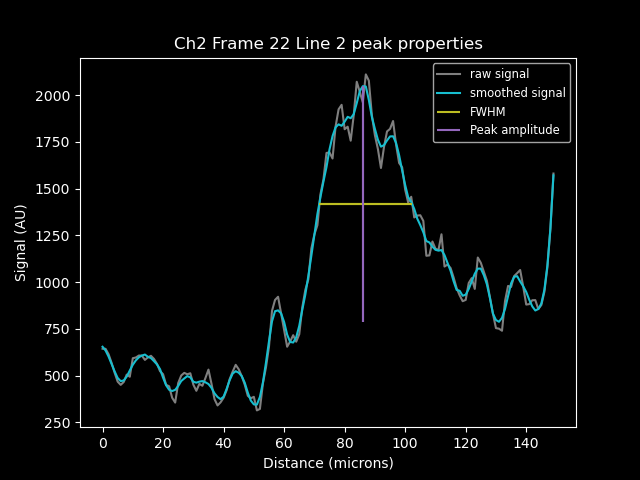 Ch2 Frame 22 Line 2 peak properties
raw signal
smoothed signal
FWHM
Peak amplitude
Signal (AU)
2000
1750
1500
1250
1000
750
500
250
0 20 40 60 80 100 120 140
Distance (microns)